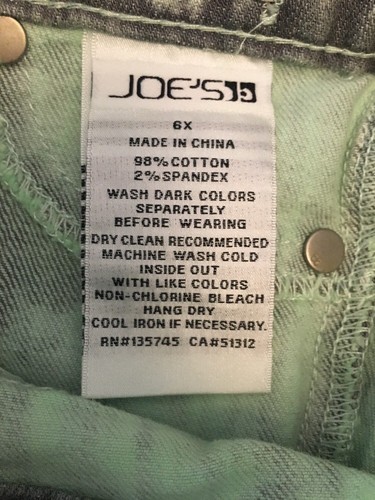 JOE'S
6X
MADE IN CHINA
98% COTTON
2% SPANDEX
WASH DARK COLORS
SEPARATELY
BEFORE WEARING
DRY CLEAN RECOMMENDED
MACHINE WASH COLD
INSIDE OUT
WITH LIKE COLORS
NON-CHLORINE BLEACH
HANG DRY
COOL IRON IF NECESSARY.
RN#135745 CA#51312